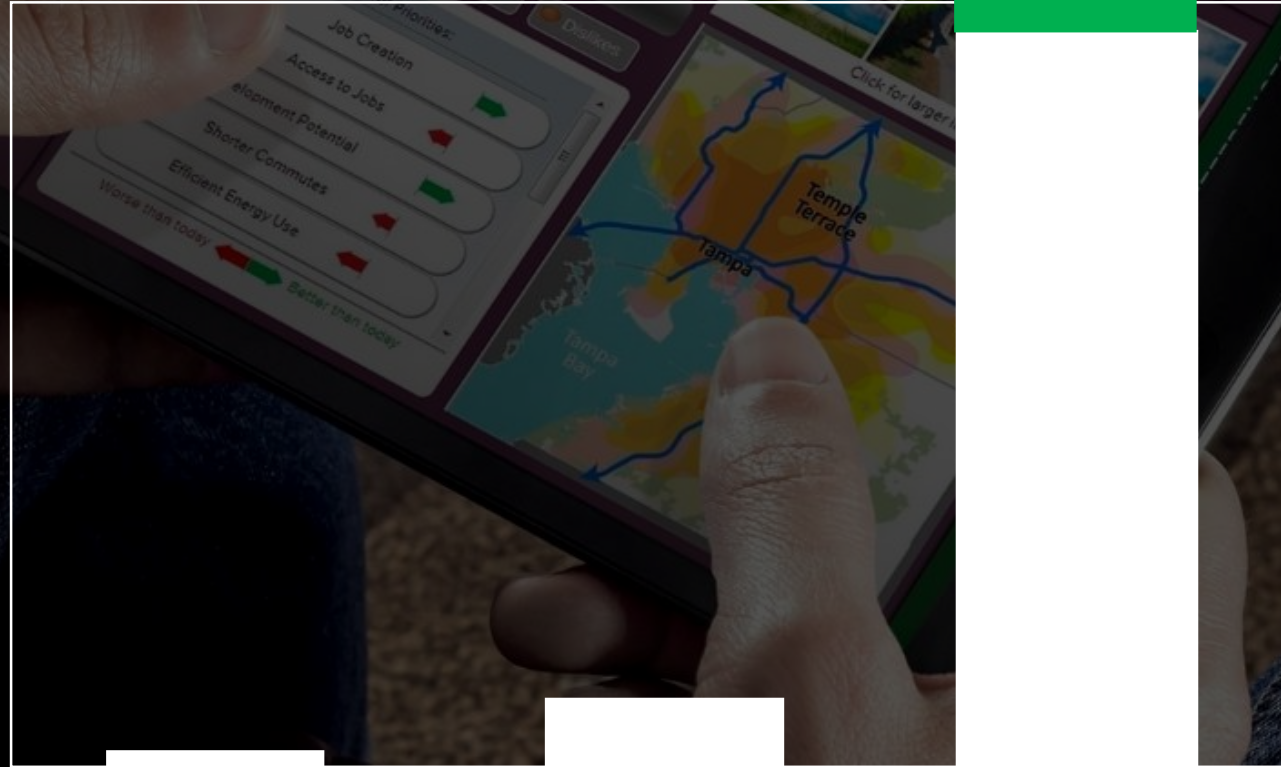 Priorities:
Job Creation
Access to Jobs
elopment Potential
Shorter Commutes
Efficient Energy Use
Worse than today
Better than today
Dislikes
Click for larger
Temple
Terrace
Tampa
Tampa
Bay